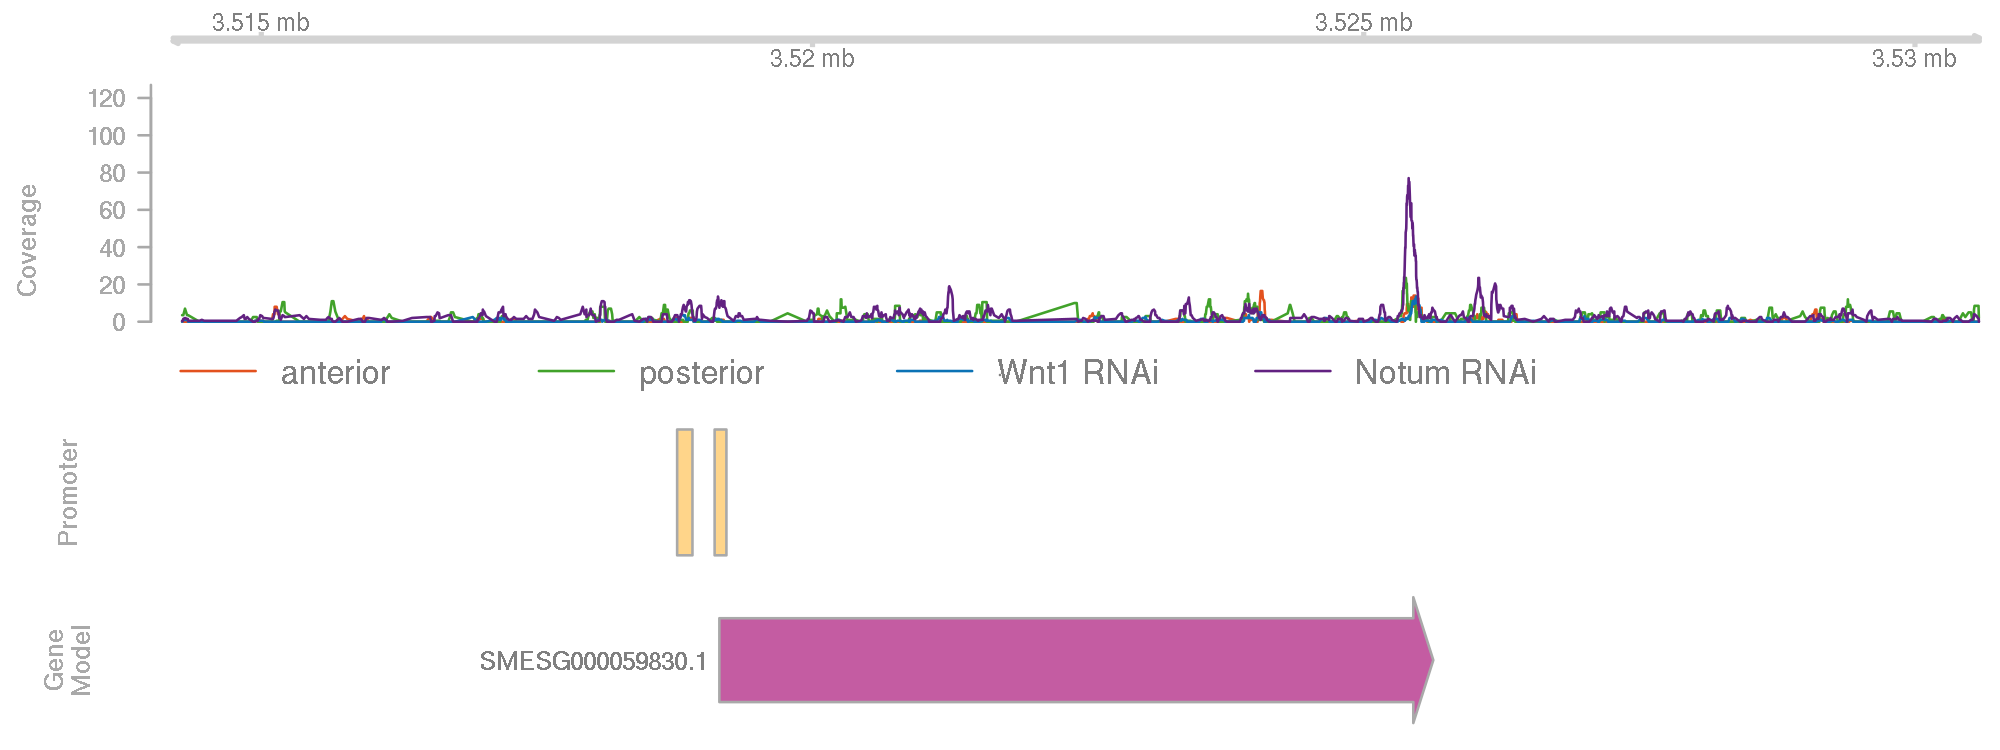 3.515 mb
3.525 mb
3.52 mb
3.53 mb
Coverage
120
100
80
60
40
20
0
anterior
posterior
Wnt1 RNAi
Notum RNAi
Promoter
Gene
Model
SMESG000059830.1